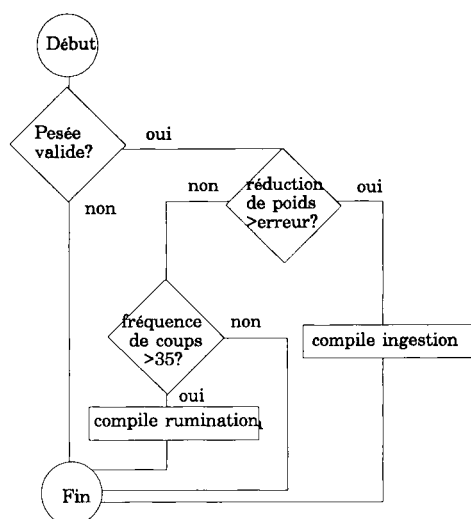 Début
Pesée
valide?
oui
non
non
réduction
de poids
>erreur?
oui
fréquence
de coups
>35?
non
compile ingestion
oui
compile rumination
Fin